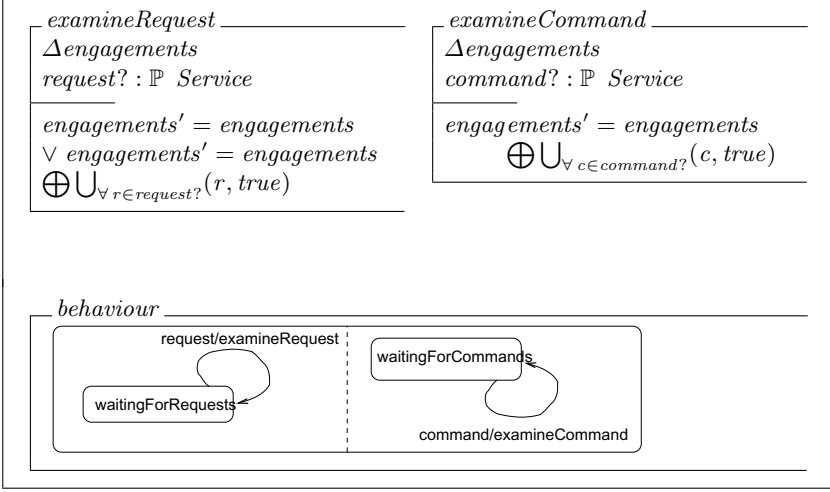 examineRequest
Δengagements
request? : ℙ Service
engagements′ = engagements
∨ engagements′ = engagements
⊕ ⋃∀ r∈request?(r, true)
examineCommand
Δengagements
command? : ℙ Service
engagements′ = engagements
⊕ ⋃∀ c∈command?(c, true)
behaviour
request/examineRequest
waitingForRequests
waitingForCommands
command/examineCommand